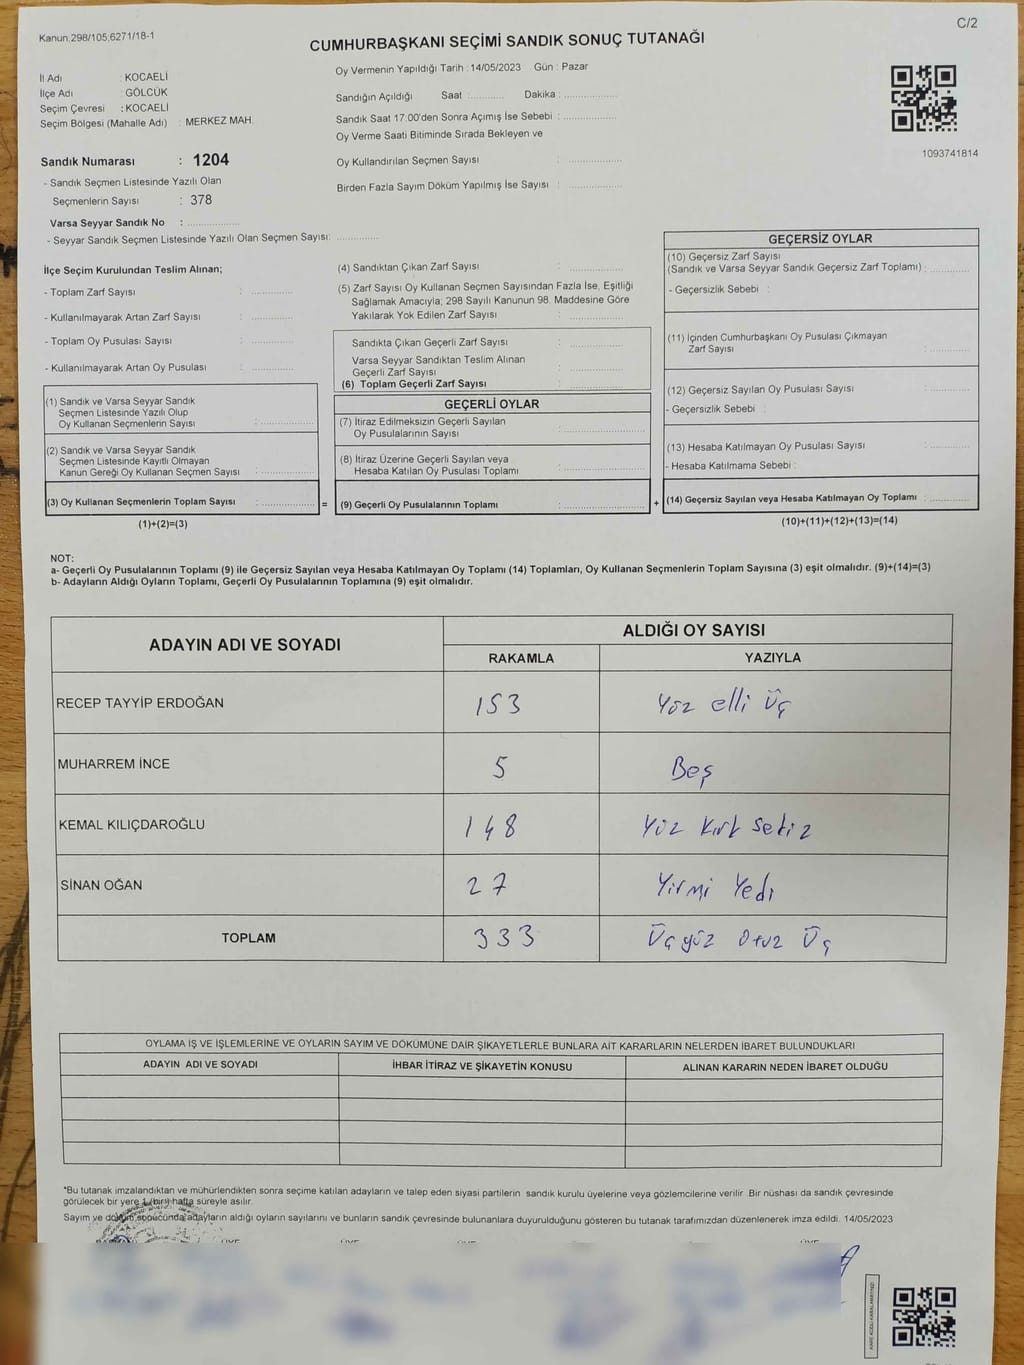 Kanun;298/105;6271/18-1
C/2
CUMHURBAŞKANI SEÇİMİ SANDIK SONUÇ TUTANAĞI
Oy Vermenin Yapıldığı Tarih : 14/05/2023 Gün : Pazar
İl Adı : KOCAELİ
İlçe Adı : GÖLCÜK
Seçim Çevresi : KOCAELİ
Seçim Bölgesi (Mahalle Adı) : MERKEZ MAH.
Sandık Numarası : 1204
- Sandık Seçmen Listesinde Yazılı Olan
Seçmenlerin Sayısı : 378
Varsa Seyyar Sandık No : ................
- Seyyar Sandık Seçmen Listesinde Yazılı Olan Seçmen Sayısı: .............
Sandığın Açıldığı Saat :........... Dakika :................
Sandık Saat 17:00'den Sonra Açımış İse Sebebi : ................
Oy Verme Saati Bitiminde Sırada Bekleyen ve
Oy Kullandırılan Seçmen Sayısı : ................
Birden Fazla Sayım Döküm Yapılmış İse Sayısı : ................
1093741814
İlçe Seçim Kurulundan Teslim Alınan;
- Toplam Zarf Sayısı : .............
- Kullanılmayarak Artan Zarf Sayısı : .............
- Toplam Oy Pusulası Sayısı : .............
- Kullanılmayarak Artan Oy Pusulası : .............
(1) Sandık ve Varsa Seyyar Sandık
Seçmen Listesinde Yazılı Olup
Oy Kullanan Seçmenlerin Sayısı : ................
(2) Sandık ve Varsa Seyyar Sandık
Seçmen Listesinde Kayıtlı Olmayan
Kanun Gereği Oy Kullanan Seçmen Sayısı : ................
(3) Oy Kullanan Seçmenlerin Toplam Sayısı : ................ =
(1)+(2)=(3)
(4) Sandıktan Çıkan Zarf Sayısı : ................
(5) Zarf Sayısı Oy Kullanan Seçmen Sayısından Fazla İse, Eşitliği
Sağlamak Amacıyla; 298 Sayılı Kanunun 98. Maddesine Göre
Yakılarak Yok Edilen Zarf Sayısı : ................
Sandıkta Çıkan Geçerli Zarf Sayısı : ................
Varsa Seyyar Sandıktan Teslim Alınan
Geçerli Zarf Sayısı : ................
(6) Toplam Geçerli Zarf Sayısı : ................
GEÇERLİ OYLAR
(7) İtiraz Edilmeksizin Geçerli Sayılan
Oy Pusulalarının Sayısı : ................
(8) İtiraz Üzerine Geçerli Sayılan veya
Hesaba Katılan Oy Pusulası Toplamı : ................
(9) Geçerli Oy Pusulalarının Toplamı : ................ +
GEÇERSİZ OYLAR
(10) Geçersiz Zarf Sayısı
(Sandık ve Varsa Seyyar Sandık Geçersiz Zarf Toplamı) : ............
- Geçersizlik Sebebi :
(11) İçinden Cumhurbaşkanı Oy Pusulası Çıkmayan
Zarf Sayısı : ............
(12) Geçersiz Sayılan Oy Pusulası Sayısı : ............
- Geçersizlik Sebebi :
(13) Hesaba Katılmayan Oy Pusulası Sayısı : ............
- Hesaba Katılmama Sebebi :
(14) Geçersiz Sayılan veya Hesaba Katılmayan Oy Toplamı : ............
(10)+(11)+(12)+(13)=(14)
NOT:
a- Geçerli Oy Pusulalarının Toplamı (9) ile Geçersiz Sayılan veya Hesaba Katılmayan Oy Toplamı (14) Toplamları, Oy Kullanan Seçmenlerin Toplam Sayısına (3) eşit olmalıdır. (9)+(14)=(3)
b- Adayların Aldığı Oyların Toplamı, Geçerli Oy Pusulalarının Toplamına (9) eşit olmalıdır.
ADAYIN ADI VE SOYADI ALDIĞI OY SAYISI
RAKAMLA YAZIYLA
RECEP TAYYİP ERDOĞAN 153 Yüz elli Üç
MUHARREM İNCE 5 Beş
KEMAL KILIÇDAROĞLU 148 Yüz kırk sekiz
SİNAN OĞAN 27 Yirmi Yedi
TOPLAM 333 Üçyüz Otuz Üç
OYLAMA İŞ VE İŞLEMLERİNE VE OYLARIN SAYIM VE DÖKÜMÜNE DAİR ŞİKAYETLERLE BUNLARA AİT KARARLARIN NELERDEN İBARET BULUNDUKLARI
ADAYIN ADI VE SOYADI İHBAR İTİRAZ VE ŞİKAYETİN KONUSU ALINAN KARARIN NEDEN İBARET OLDUĞU
*Bu tutanak imzalandıktan ve mühürlendikten sonra seçime katılan adayların ve talep eden siyasi partilerin sandık kurulu üyelerine veya gözlemcilerine verilir .Bir nüshası da sandık çevresinde
görülecek bir yere 1 (bir) hafta süreyle asılır.
Sayım ve döküm sonucunda adayların aldığı oyların sayılarını ve bunların sandık çevresinde bulunanlara duyurulduğunu gösteren bu tutanak tarafımızdan düzenlenerek imza edildi. 14/05/2023